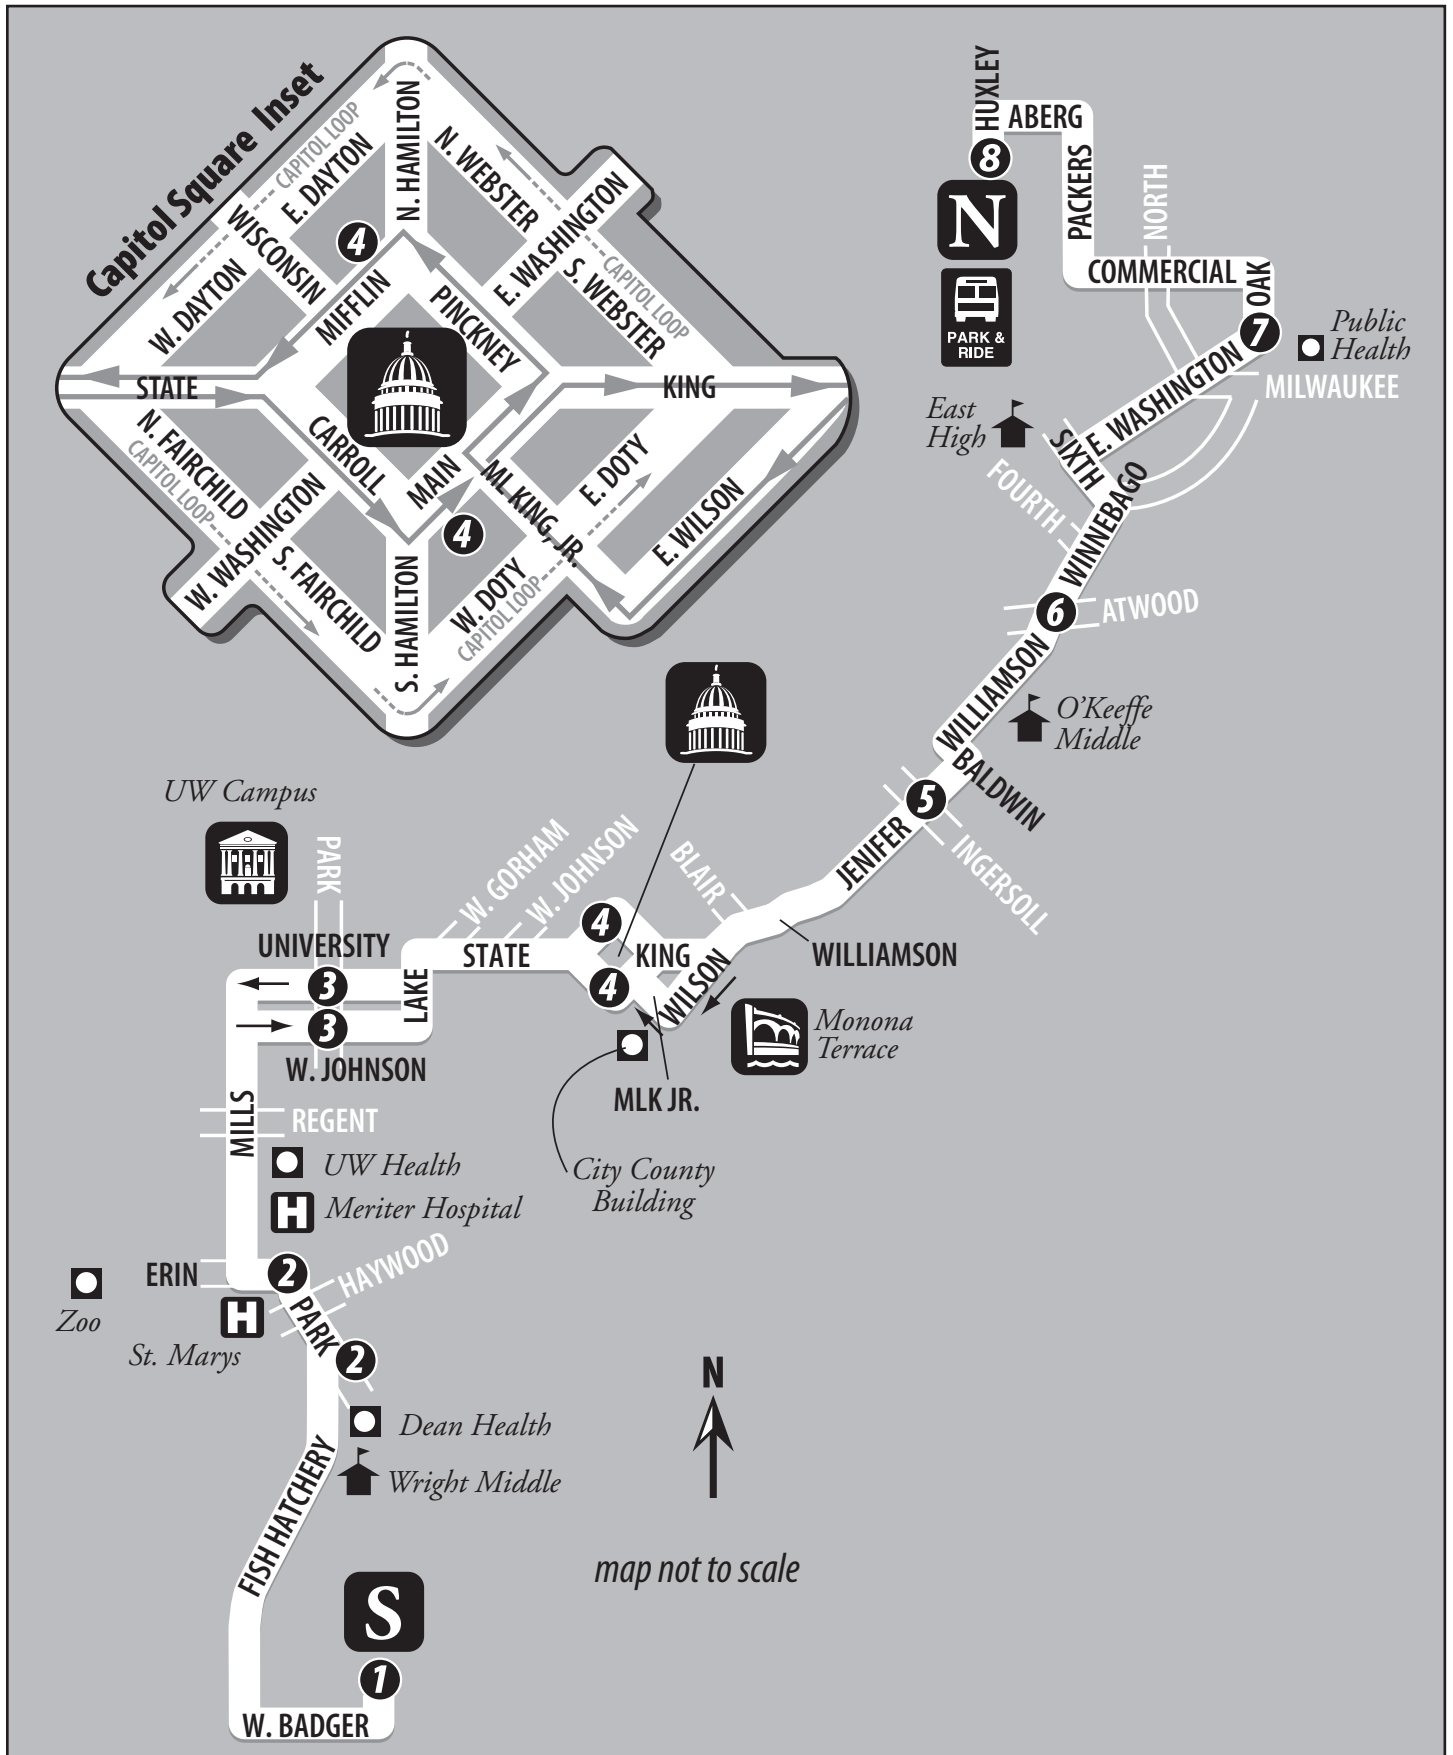 Capitol Square Inset
CAPITOL LOOP
E. DAYTON
N. HAMILTON
N. WEBSTER
E. WASHINGTON
WISCONSIN
4
W. DAYTON
MIFFLIN
PINCKNEY
S. WEBSTER
CAPITOL LOOP
STATE
KING
N. FAIRCHILD
CAPITOL LOOP
CARROLL
MAIN
ML KING, JR.
E. DOTY
W. WASHINGTON
4
E. WILSON
S. FAIRCHILD
S. HAMILTON
W. DOTY
CAPITOL LOOP
HUXLEY
ABERG
8
N
PACKERS
NORTH
PARK &
RIDE
COMMERCIAL
OAK
7
Public
Health
E. WASHINGTON
MILWAUKEE
East
High
SIXTH
FOURTH
WINNEBAGO
6
ATWOOD
WILLIAMSON
O'Keeffe
Middle
BALDWIN
5
JENIFER
INGERSOLL
UW Campus
PARK
W. GORHAM
W. JOHNSON
BLAIR
UNIVERSITY
4
STATE
KING
WILLIAMSON
3
LAKE
4
WILSON
3
W. JOHNSON
Monona
Terrace
MLK JR.
MILLS
REGENT
UW Health
City County
Building
H
Meriter Hospital
ERIN
2
HAYWOOD
Zoo
H
St. Marys
PARK
2
N
Dean Health
Wright Middle
FISH HATCHERY
map not to scale
S
1
W. BADGER